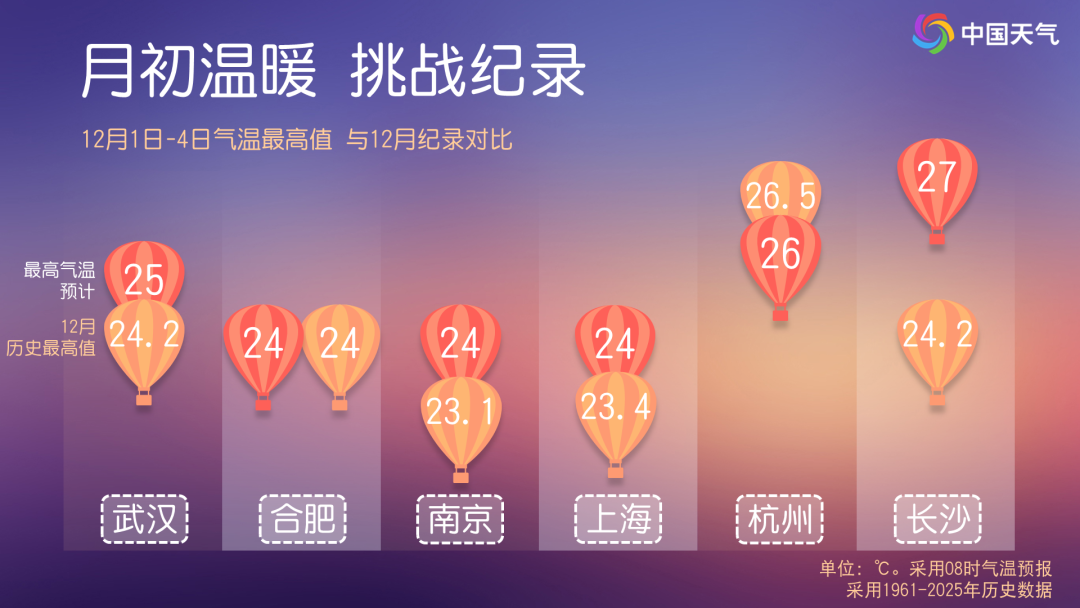 中国天气
月初温暖 挑战纪录
12月1日-4日气温最高值 与12月纪录对比
最高气温
预计
12月
历史最高值
25
24.2
24
24
24
23.1
24
23.4
26.5
26
27
24.2
武汉
合肥
南京
上海
杭州
长沙
单位：℃。采用08时气温预报
采用1961-2025年历史数据